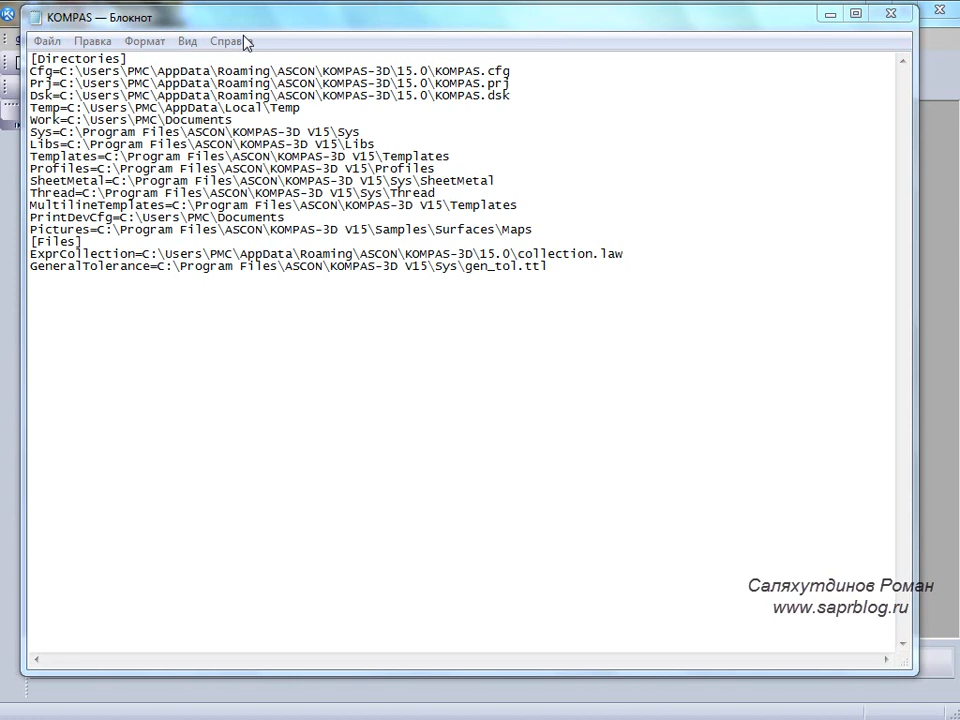 KOMPAS — Блокнот
Файл Правка Формат Вид
[Directories]
Cfg=C:\Users\PMC\AppData\Roaming\ASCON\KOMPAS-3D\15.0\KOMPAS.cfg
Prj=C:\Users\PMC\AppData\Roaming\ASCON\KOMPAS-3D\15.0\KOMPAS.prj
Dsk=C:\Users\PMC\AppData\Roaming\ASCON\KOMPAS-3D\15.0\KOMPAS.dsk
Temp=C:\Users\PMC\AppData\Local\Temp
Work=C:\Users\PMC\Documents
Sys=C:\Program Files\ASCON\KOMPAS-3D V15\Sys
Libs=C:\Program Files\ASCON\KOMPAS-3D V15\Libs
Templates=C:\Program Files\ASCON\KOMPAS-3D V15\Templates
Profiles=C:\Program Files\ASCON\KOMPAS-3D V15\Profiles
SheetMetal=C:\Program Files\ASCON\KOMPAS-3D V15\Sys\SheetMetal
Thread=C:\Program Files\ASCON\KOMPAS-3D V15\Sys\Thread
MultilineTemplates=C:\Program Files\ASCON\KOMPAS-3D V15\Templates
PrintDevCfg=C:\Users\PMC\Documents
Pictures=C:\Program Files\ASCON\KOMPAS-3D V15\Samples\Surfaces\Maps
[Files]
ExprCollection=C:\Users\PMC\AppData\Roaming\ASCON\KOMPAS-3D\15.0\collection.law
GeneralTolerance=C:\Program Files\ASCON\KOMPAS-3D V15\Sys\gen_tol.ttl
Саляхутдинов Роман
www.saprblog.ru